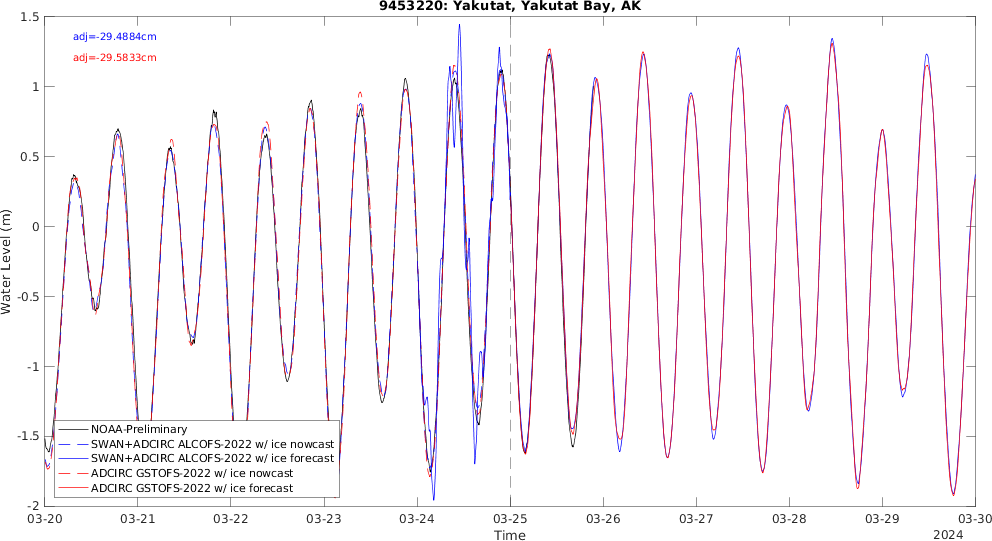 9453220: Yakutat, Yakutat Bay, AK
adj=-29.4884cm
adj=-29.5833cm
1.5
1
0.5
0
-0.5
-1
-1.5
-2
Water Level (m)
NOAA-Preliminary
SWAN+ADCIRC ALCOFS-2022 w/ ice nowcast
SWAN+ADCIRC ALCOFS-2022 w/ ice forecast
ADCIRC GSTOFS-2022 w/ ice nowcast
ADCIRC GSTOFS-2022 w/ ice forecast
03-20 03-21 03-22 03-23 03-24 03-25 03-26 03-27 03-28 03-29 03-30
Time
2024